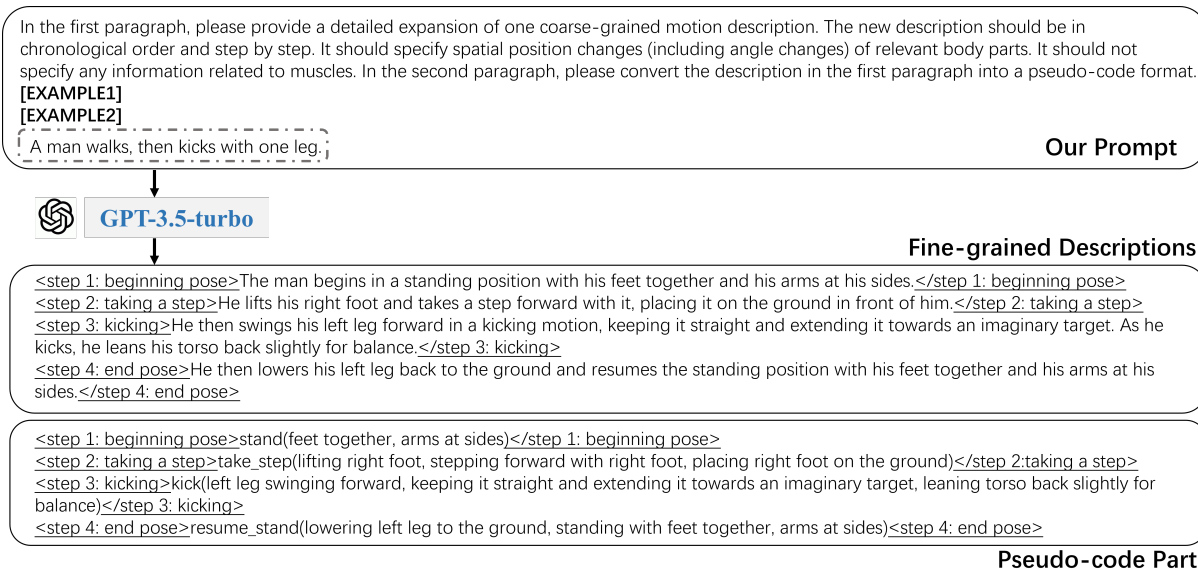 In the first paragraph, please provide a detailed expansion of one coarse-grained motion description. The new description should be in
chronological order and step by step. It should specify spatial position changes (including angle changes) of relevant body parts. It should not
specify any information related to muscles. In the second paragraph, please convert the description in the first paragraph into a pseudo-code format.
[EXAMPLE1]
[EXAMPLE2]
A man walks, then kicks with one leg.
Our Prompt
GPT-3.5-turbo
Fine-grained Descriptions
<step 1: beginning pose>The man begins in a standing position with his feet together and his arms at his sides.</step 1: beginning pose>
<step 2: taking a step>He lifts his right foot and takes a step forward with it, placing it on the ground in front of him.</step 2: taking a step>
<step 3: kicking>He then swings his left leg forward in a kicking motion, keeping it straight and extending it towards an imaginary target. As he
kicks, he leans his torso back slightly for balance.</step 3: kicking>
<step 4: end pose>He then lowers his left leg back to the ground and resumes the standing position with his feet together and his arms at his
sides.</step 4: end pose>
<step 1: beginning pose>stand(feet together, arms at sides)</step 1: beginning pose>
<step 2: taking a step>take_step(lifting right foot, stepping forward with right foot, placing right foot on the ground)</step 2:taking a step>
<step 3: kicking>kick(left leg swinging forward, keeping it straight and extending it towards an imaginary target, leaning torso back slightly for
balance)</step 3: kicking>
<step 4: end pose>resume_stand(lowering left leg to the ground, standing with feet together, arms at sides)<step 4: end pose>
Pseudo-code Part